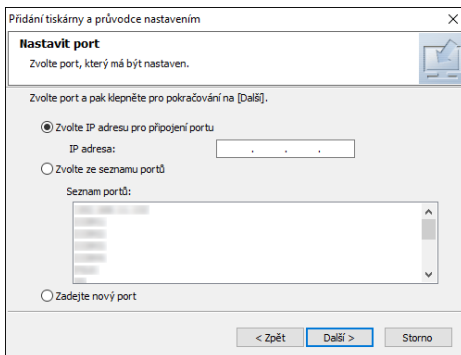 Přidání tiskárny a průvodce nastavením
Nastavit port
Zvolte port, který má být nastaven.
Zvolte port a pak klepněte pro pokračování na [Další].
Zvolte IP adresu pro připojení portu
IP adresa: . . .
Zvolte ze seznamu portů
Seznam portů:
Zadejte nový port
< Zpět Další > Storno